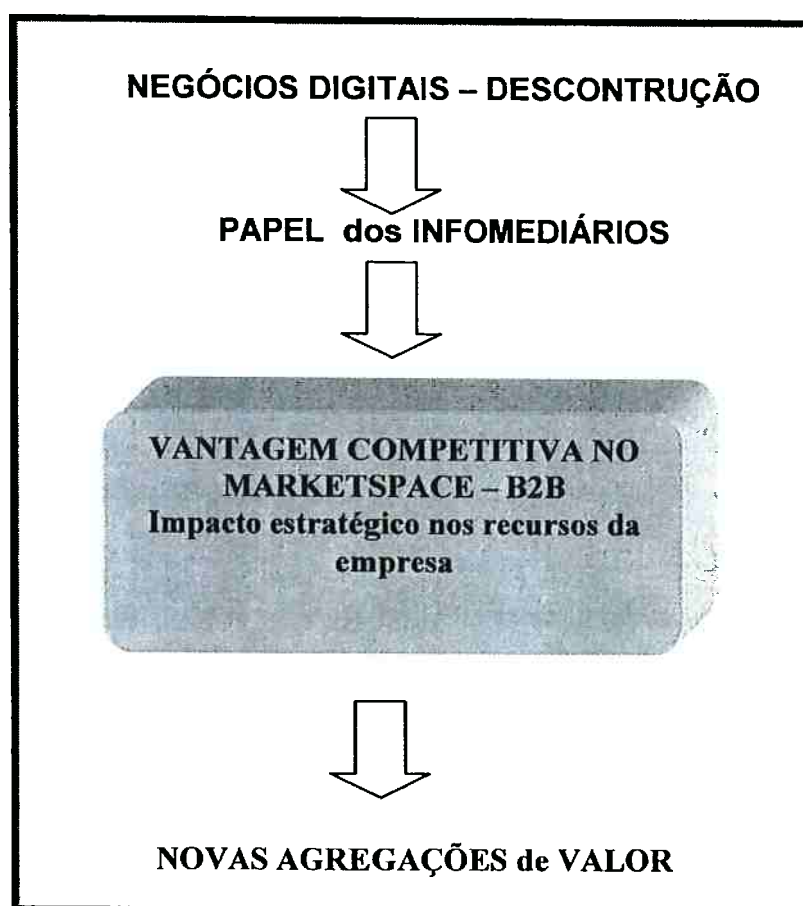 NEGÓCIOS DIGITAIS – DESCONTRUÇÃO
PAPEL dos INFOMEDIÁRIOS
VANTAGEM COMPETITIVA NO
MARKETSPACE – B2B
Impacto estratégico nos recursos da
empresa
NOVAS AGREGAÇÕES de VALOR